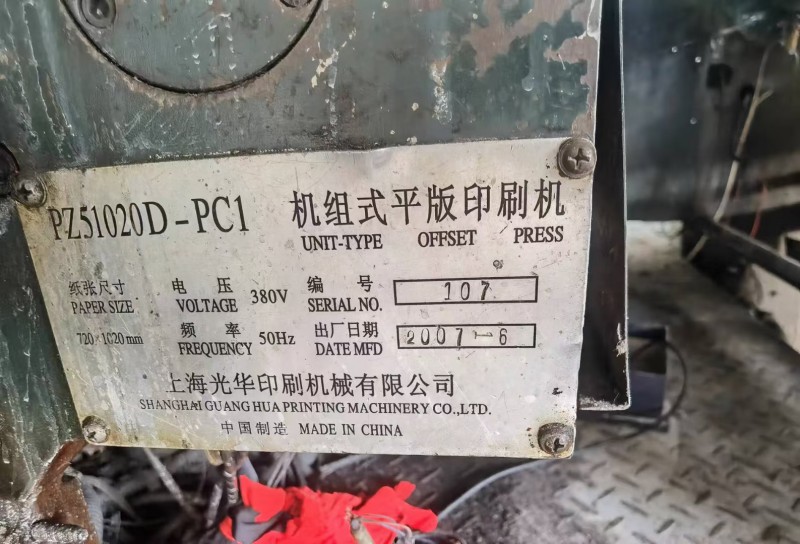 PZ51020D-PC1 机组式平版印刷机
UNIT-TYPE OFFSET PRESS
纸张尺寸 电压 380V 编号 107
PAPER SIZE VOLTAGE SERIAL NO.
720×1020mm 频率 50Hz 出厂日期 2007-6
FREQUENCY DATE MFD
上海光华印刷机械有限公司
SHANGHAI GUANG HUA PRINTING MACHINERY CO.,LTD.
中国制造 MADE IN CHINA